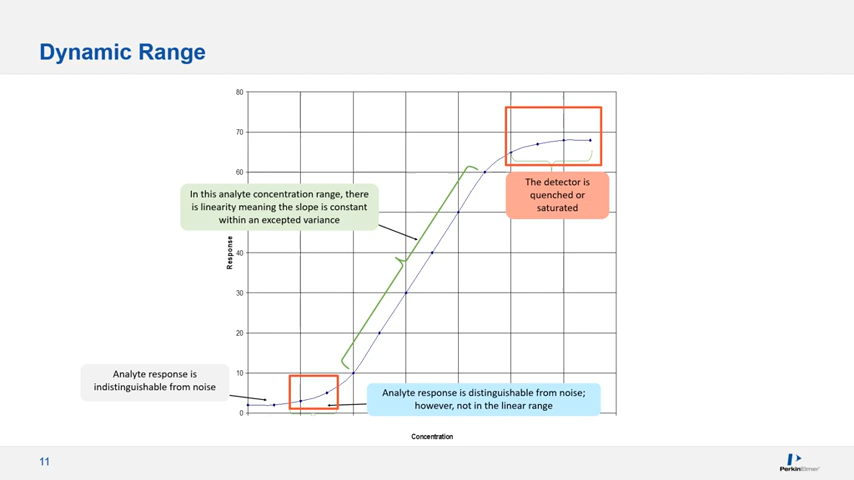 Dynamic Range
80
70
60
40
30
20
10
0
Response
In this analyte concentration range, there
is linearity meaning the slope is constant
within an excepted variance
The detector is
quenched or
saturated
Analyte response is
indistinguishable from noise
Analyte response is distinguishable from noise;
however, not in the linear range
Concentration
11
PerkinElmer